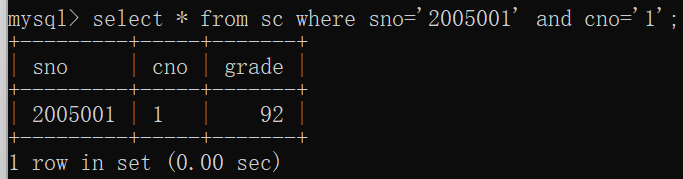 mysql> select * from sc where sno='2005001' and cno='1';
+---------+-----+-------+
| sno     | cno | grade |
+---------+-----+-------+
| 2005001 | 1   |    92 |
+---------+-----+-------+
1 row in set (0.00 sec)